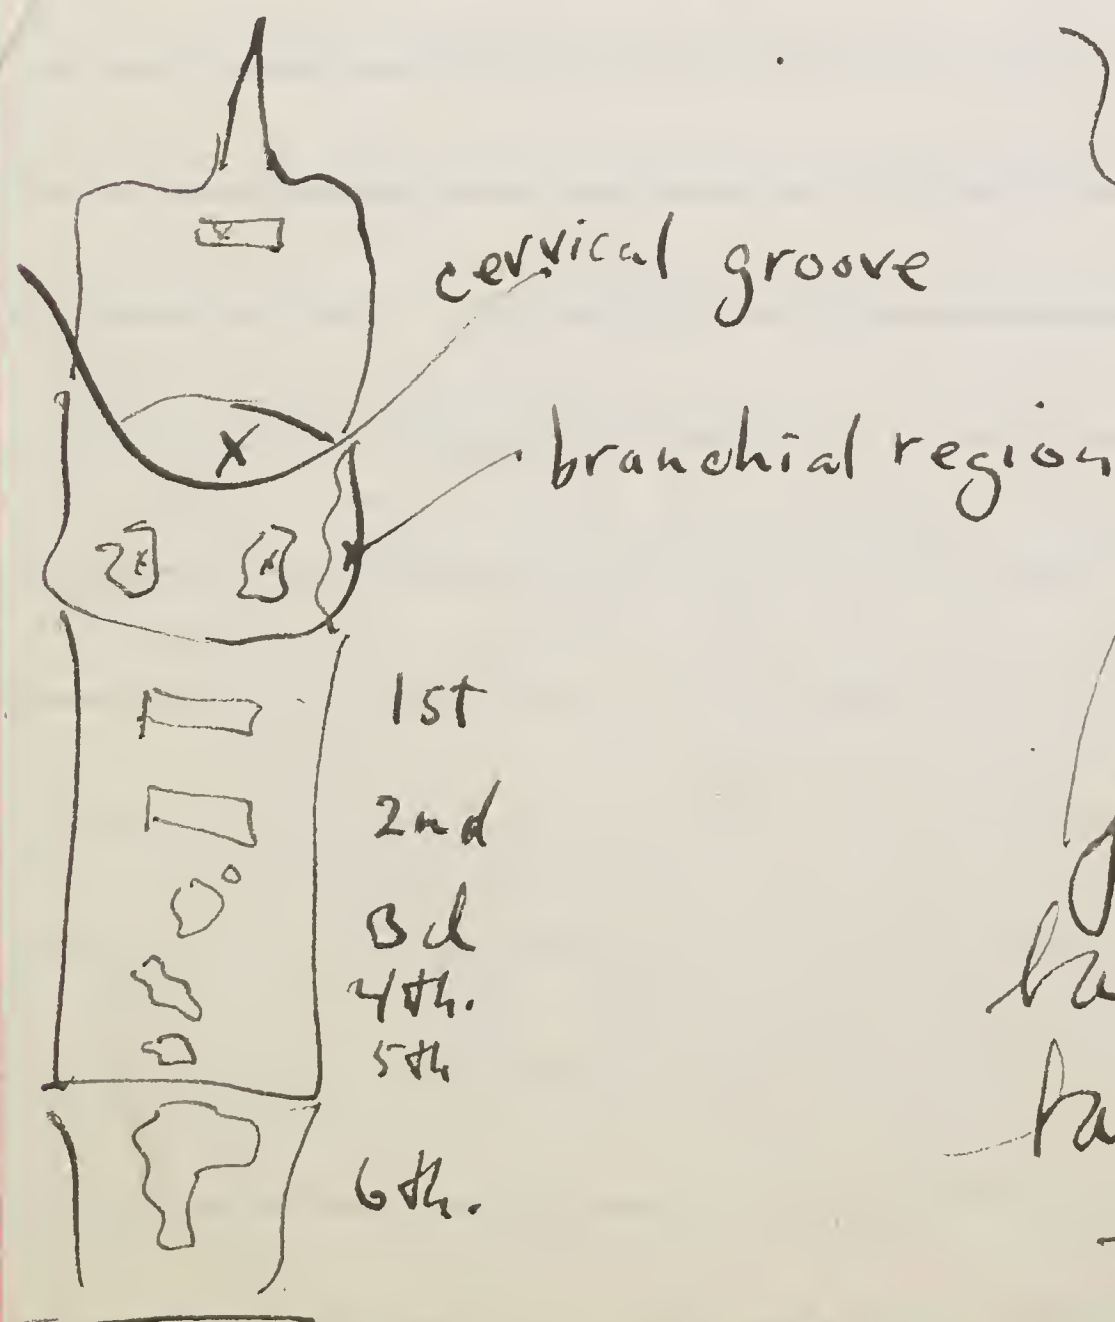 cervical groove
branchial region
1st
2nd
3d
4th.
5th
6th.